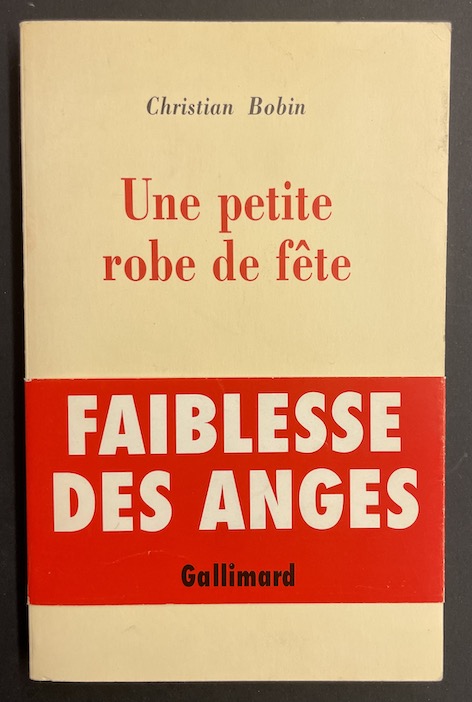 Christian Bobin
Une petite
robe de fête
FAIBLESSE
DES ANGES
Gallimard